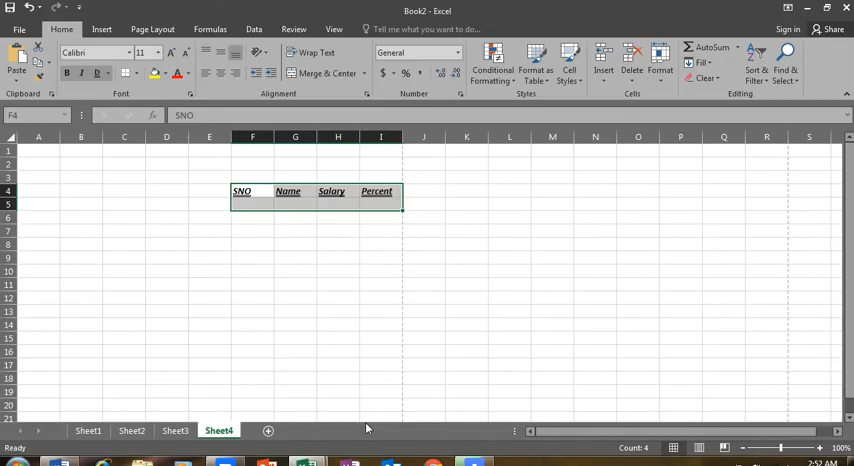 Book2 - Excel
File Home Insert Page Layout Formulas Data Review View Tell me what you want to do... Sign in Share
Paste Calibri 11 Wrap Text General AutoSum
B I D Merge & Center $ % , Conditional Formatting Format as Table Cell Styles Insert Delete Format Fill Clear Sort & Filter Find & Select
Clipboard Font Alignment Number Styles Cells Editing
F4 fx SNO
A B C D E F G H I J K L M N O P Q R S
1
2
3
4 SNO Name Salary Percent
5
6
7
8
9
10
11
12
13
14
15
16
17
18
19
20
21
Sheet1 Sheet2 Sheet3 Sheet4
Ready Count: 4 100%
2:52 AM